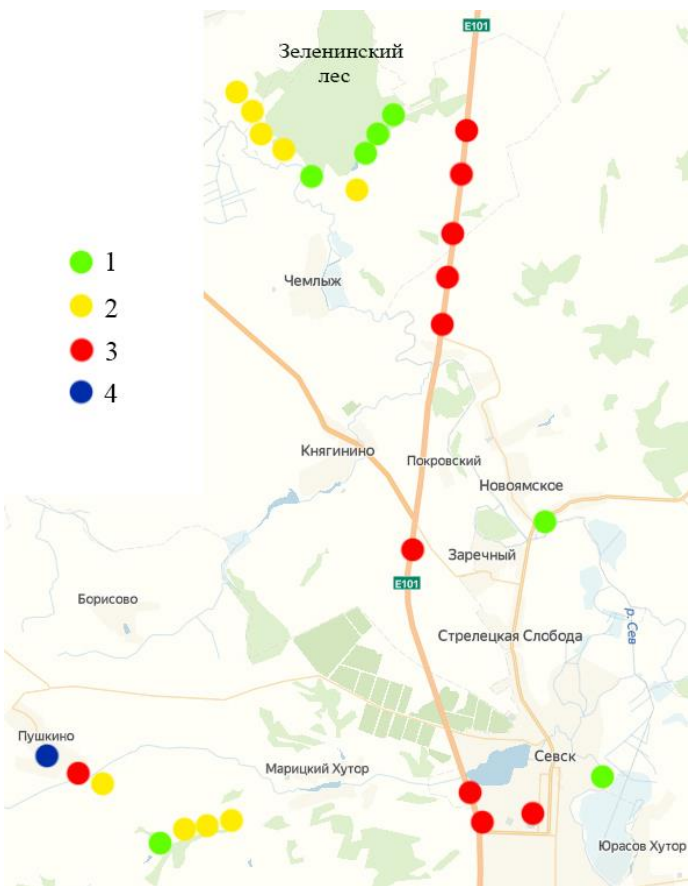 E101
Зеленинский
лес
1
2
3
4
Чемлыж
Княгинино
Покровский
Новоямское
Заречный
E101
Борисово
Стрелецкая Слобода
р. Сев
Пушкино
Марицкий Хутор
Севск
Юрасов Хутор